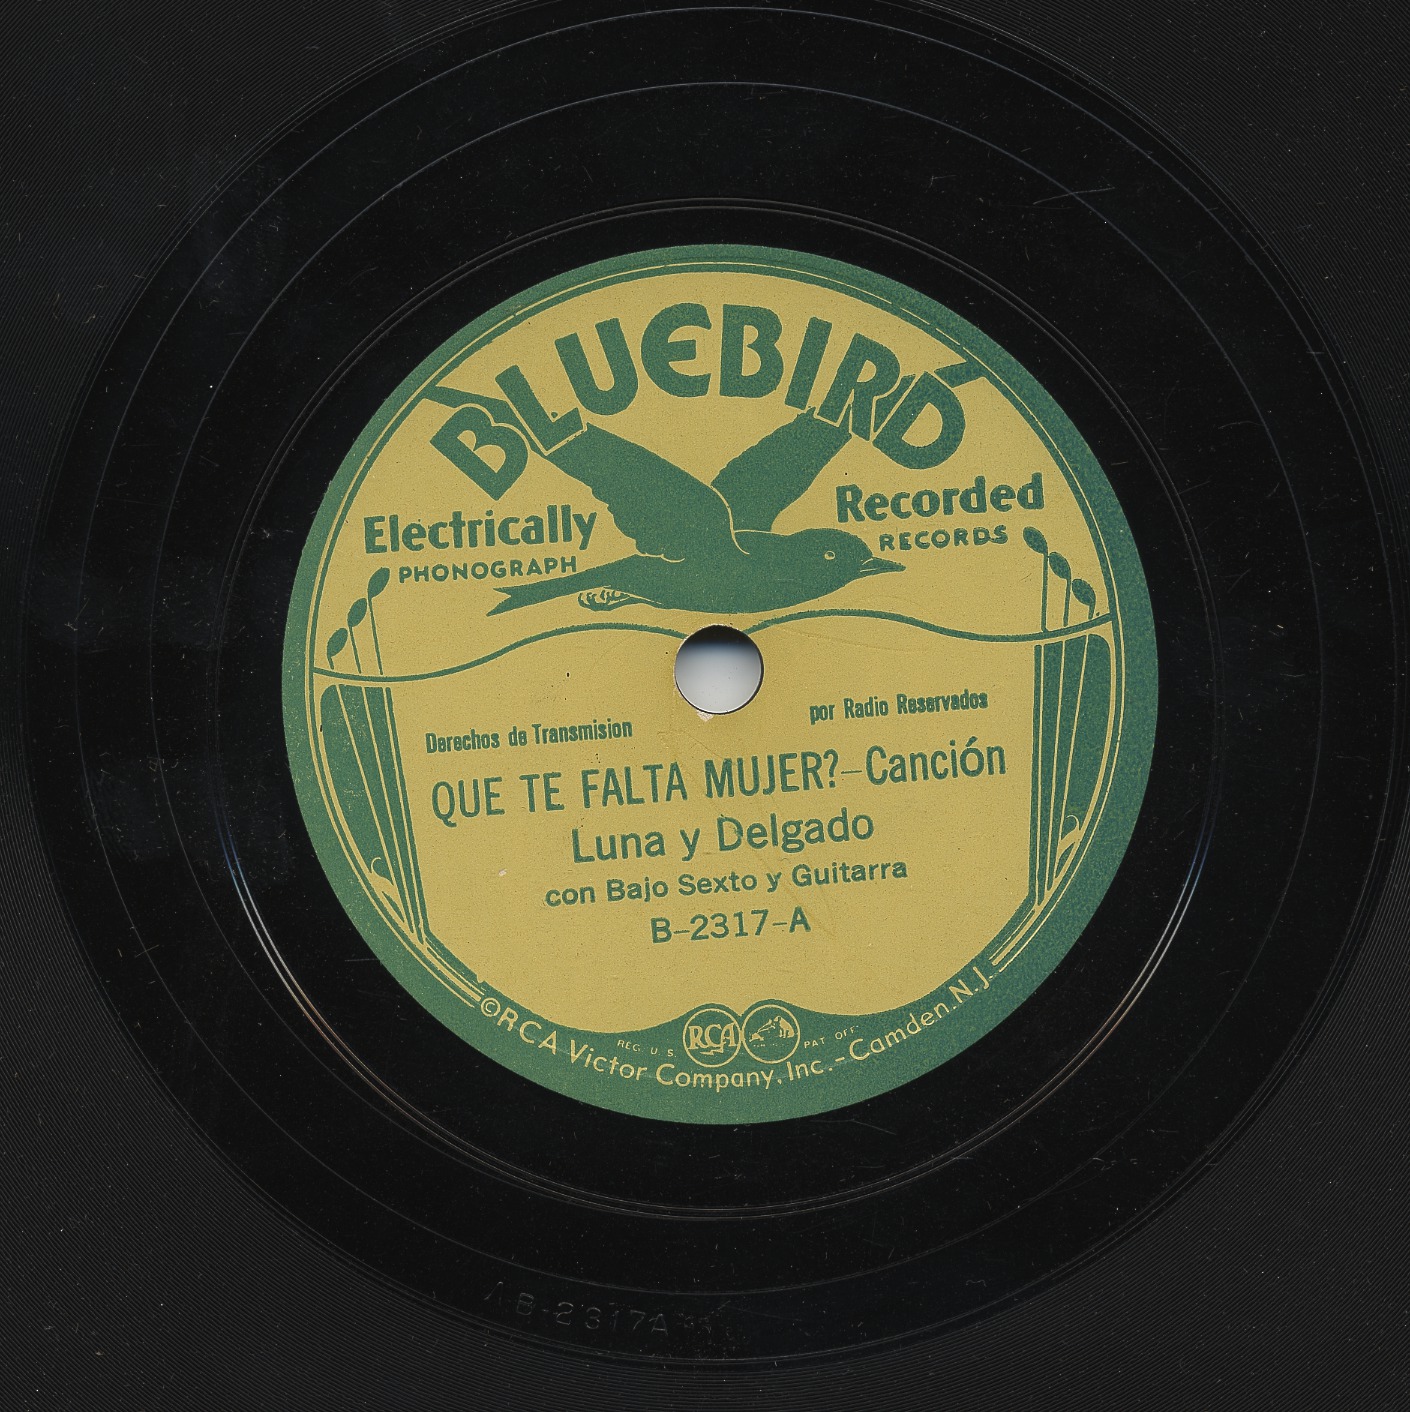 BLUEBIRD
Electrically Recorded
PHONOGRAPH RECORDS
Derechos de Transmision por Radio Reservados
QUE TE FALTA MUJER?—Canción
Luna y Delgado
con Bajo Sexto y Guitarra
B-2317-A
REG. U. S. RCA PAT. OFF.
©RCA Victor Company, Inc.-Camden.N.J.
B-2317A